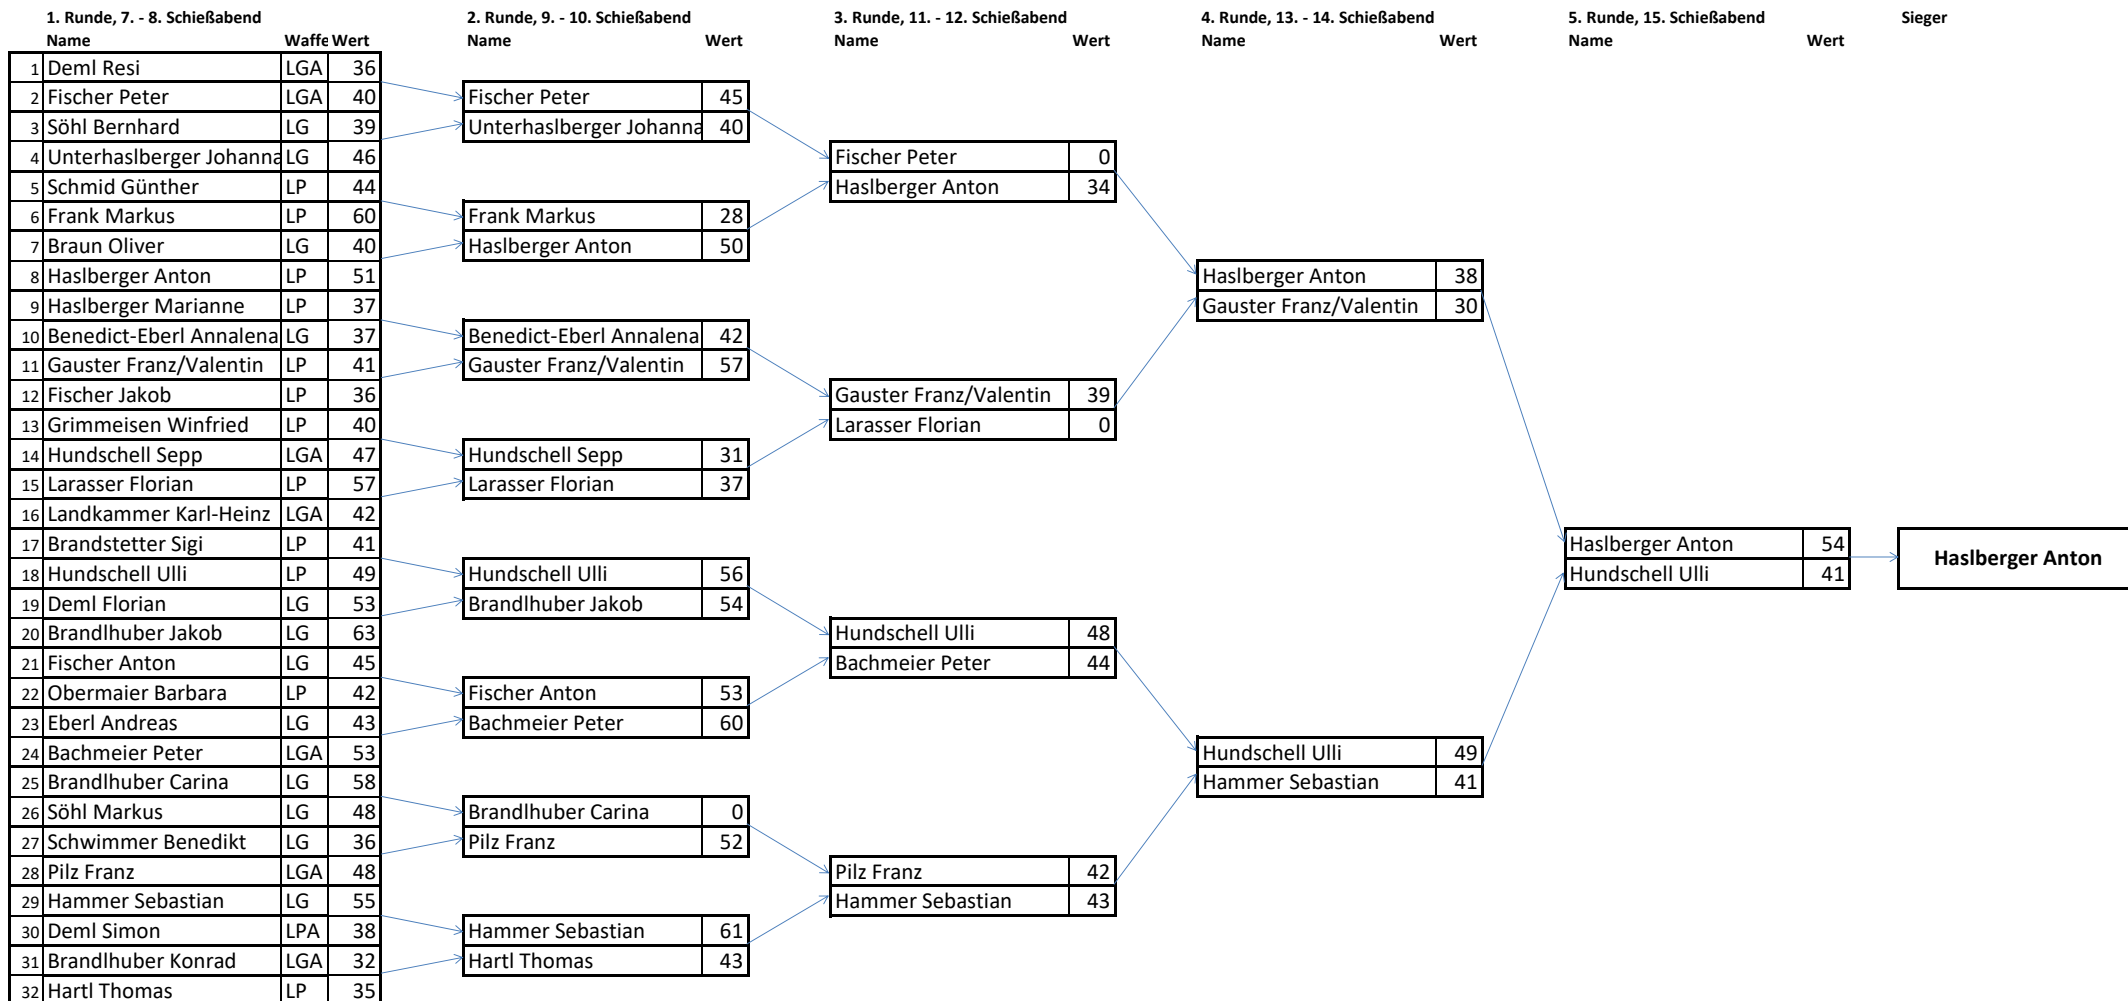 1. Runde, 7. - 8. Schießabend 2. Runde, 9. - 10. Schießabend 3. Runde, 11. - 12. Schießabend 4. Runde, 13. - 14. Schießabend 5. Runde, 15. Schießabend Sieger
Name Waffe Wert Name Wert Name Wert Name Wert Name Wert
1 Deml Resi LGA 36
2 Fischer Peter LGA 40 Fischer Peter 45
3 Söhl Bernhard LG 39 Unterhaslberger Johanna 40
4 Unterhaslberger Johanna LG 46 Fischer Peter 0
5 Schmid Günther LP 44 Haslberger Anton 34
6 Frank Markus LP 60 Frank Markus 28
7 Braun Oliver LG 40 Haslberger Anton 50
8 Haslberger Anton LP 51 Haslberger Anton 38
9 Haslberger Marianne LP 37 Gauster Franz/Valentin 30
10 Benedict-Eberl Annalena LG 37 Benedict-Eberl Annalena 42
11 Gauster Franz/Valentin LP 41 Gauster Franz/Valentin 57
12 Fischer Jakob LP 36 Gauster Franz/Valentin 39
13 Grimmeisen Winfried LP 40 Larasser Florian 0
14 Hundschell Sepp LGA 47 Hundschell Sepp 31
15 Larasser Florian LP 57 Larasser Florian 37
16 Landkammer Karl-Heinz LGA 42
17 Brandstetter Sigi LP 41 Haslberger Anton 54
Haslberger Anton
18 Hundschell Ulli LP 49 Hundschell Ulli 56 Hundschell Ulli 41
19 Deml Florian LG 53 Brandlhuber Jakob 54
20 Brandlhuber Jakob LG 63 Hundschell Ulli 48
21 Fischer Anton LG 45 Bachmeier Peter 44
22 Obermaier Barbara LP 42 Fischer Anton 53
23 Eberl Andreas LG 43 Bachmeier Peter 60
24 Bachmeier Peter LGA 53 Hundschell Ulli 49
25 Brandlhuber Carina LG 58 Hammer Sebastian 41
26 Söhl Markus LG 48 Brandlhuber Carina 0
27 Schwimmer Benedikt LG 36 Pilz Franz 52
28 Pilz Franz LGA 48 Pilz Franz 42
29 Hammer Sebastian LG 55 Hammer Sebastian 43
30 Deml Simon LPA 38 Hammer Sebastian 61
31 Brandlhuber Konrad LGA 32 Hartl Thomas 43
32 Hartl Thomas LP 35